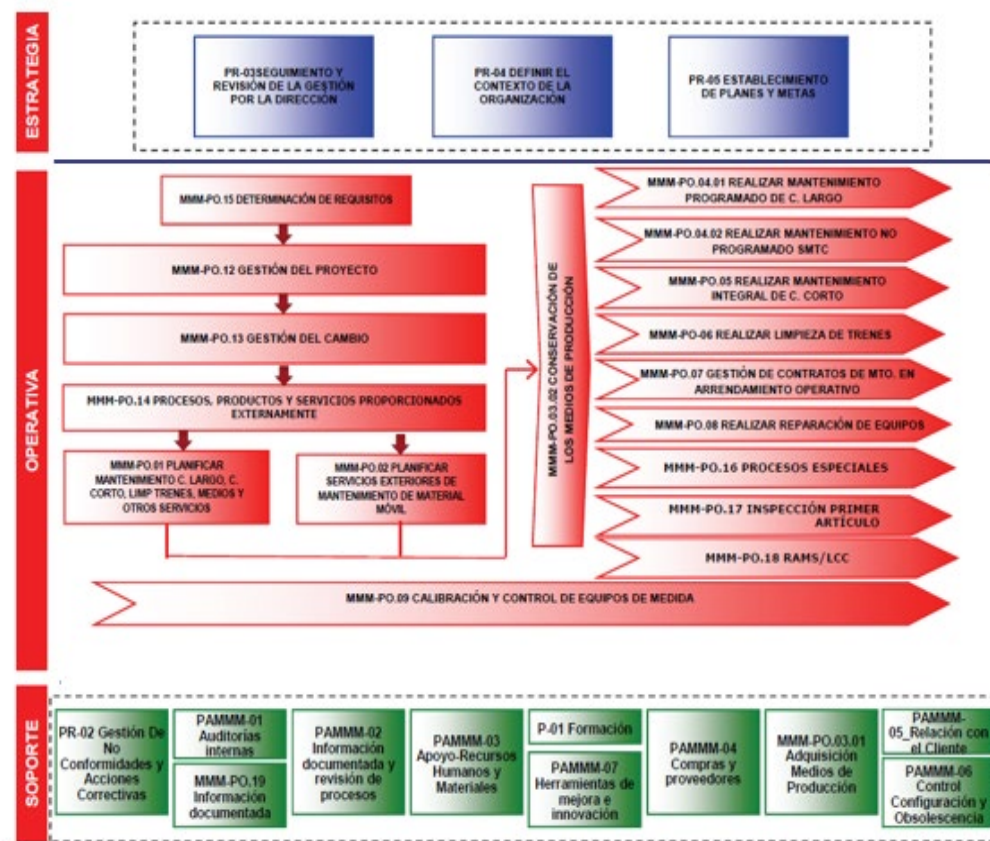 ESTRATEGIA
PR-03SEGUIMIENTO Y
REVISIÓN DE LA GESTIÓN
POR LA DIRECCIÓN
PR-04 DEFINIR EL
CONTEXTO DE LA
ORGANIZACIÓN
PR-05 ESTABLECIMIENTO
DE PLANES Y METAS
OPERATIVA
MMM-PO.15 DETERMINACIÓN DE REQUISITOS
MMM-PO.12 GESTIÓN DEL PROYECTO
MMM-PO.13 GESTIÓN DEL CAMBIO
MMM-PO.14 PROCESOS, PRODUCTOS Y SERVICIOS PROPORCIONADOS
EXTERNAMENTE
MMM-PO.01 PLANIFICAR
MANTENIMIENTO C. LARGO, C.
CORTO, LIMP TRENES, MEDIOS Y
OTROS SERVICIOS
MMM-PO.02 PLANIFICAR
SERVICIOS EXTERIORES DE
MANTENIMIENTO DE MATERIAL
MÓVIL
MMM-PO.03.02 CONSERVACIÓN DE
LOS MEDIOS DE PRODUCCIÓN
MMM-PO.04.01 REALIZAR MANTENIMIENTO
PROGRAMADO DE C. LARGO
MMM-PO.04.02 REALIZAR MANTENIMIENTO NO
PROGRAMADO SMTC
MMM-PO.05 REALIZAR MANTENIMIENTO
INTEGRAL DE C. CORTO
MMM-PO-06 REALIZAR LIMPIEZA DE TRENES
MMM-PO.07 GESTIÓN DE CONTRATOS DE MTO. EN
ARRENDAMIENTO OPERATIVO
MMM-PO.08 REALIZAR REPARACIÓN DE EQUIPOS
MMM-PO.16 PROCESOS ESPECIALES
MMM-PO.17 INSPECCIÓN PRIMER
ARTÍCULO
MMM-PO.18 RAMS/LCC
MMM-PO.09 CALIBRACIÓN Y CONTROL DE EQUIPOS DE MEDIDA
SOPORTE
PR-02 Gestión De
No
Conformidades y
Acciones
Correctivas
PAMMM-01
Auditorías
internas
MMM-PO.19
Información
documentada
PAMMM-02
Información
documentada y
revisión de
procesos
PAMMM-03
Apoyo-Recursos
Humanos y
Materiales
P-01 Formación
PAMMM-07
Herramientas de
mejora e
innovación
PAMMM-04
Compras y
proveedores
MMM-PO.03.01
Adquisición
Medios de
Producción
PAMMM-
05_Relación con
el Cliente
PAMMM-06
Control
Configuración y
Obsolescencia